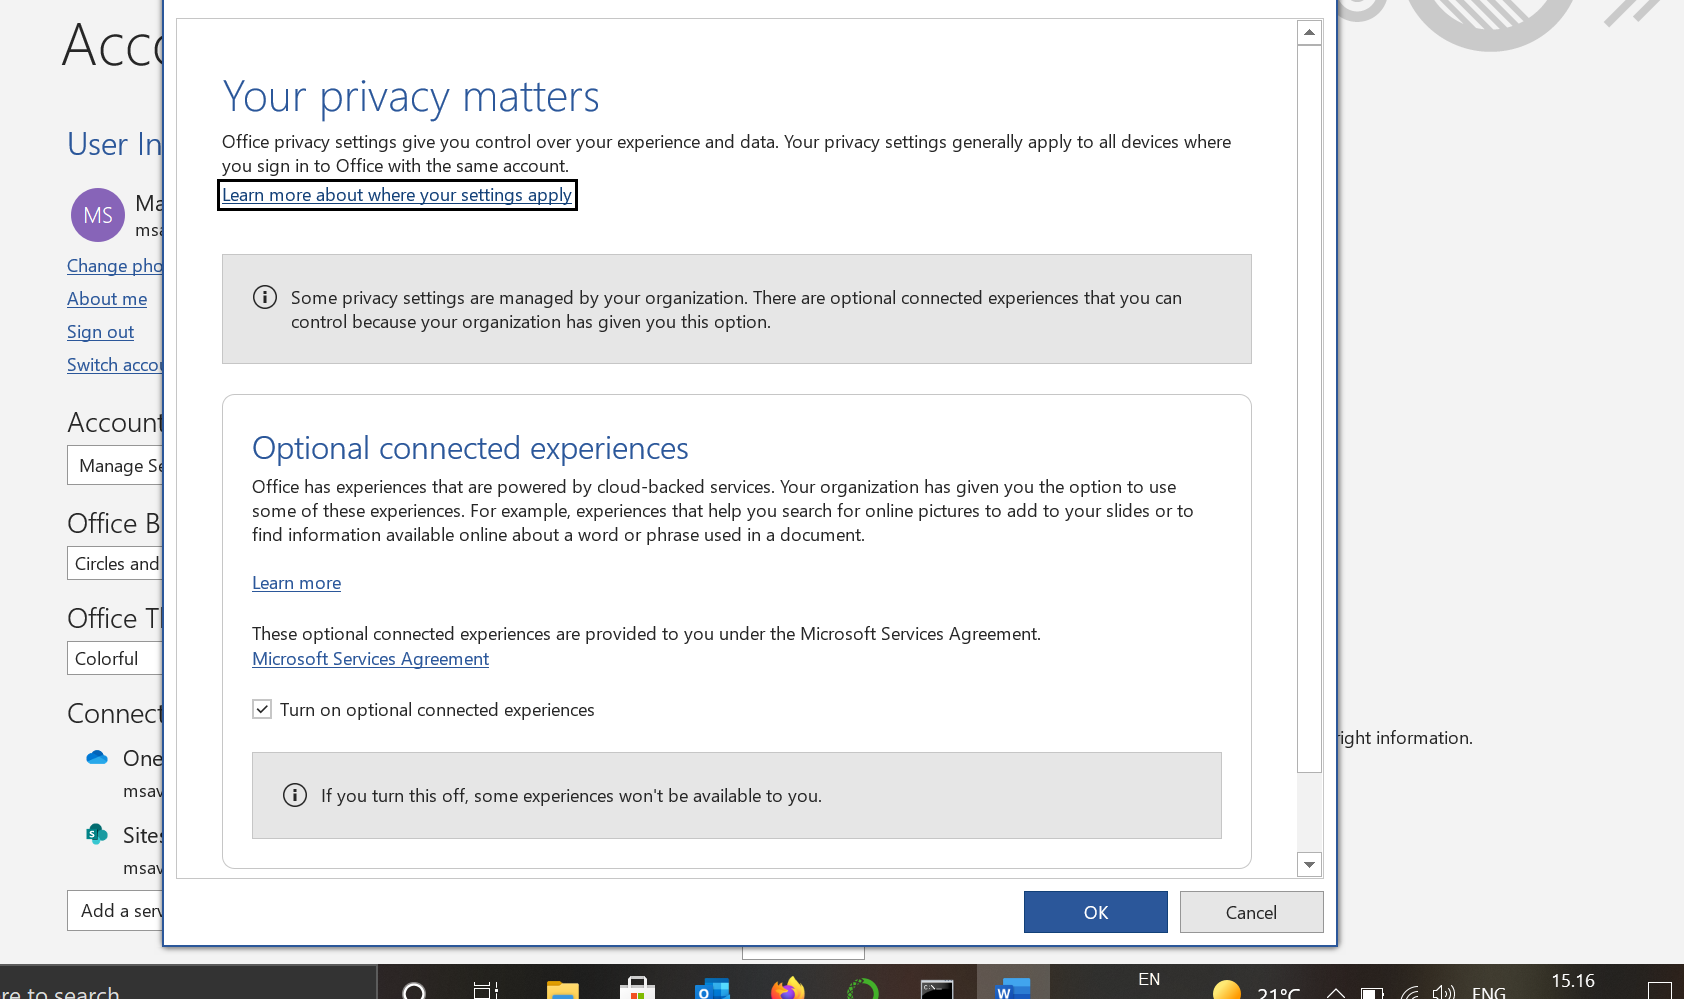 Acc
User In
MS
Ma
msa
Change pho
About me
Sign out
Switch accou
Account
Manage Se
Office B
Circles and
Office Th
Colorful
Connect
One
msav
Sites
msav
Add a serv
Your privacy matters
Office privacy settings give you control over your experience and data. Your privacy settings generally apply to all devices where
you sign in to Office with the same account.
Learn more about where your settings apply
Some privacy settings are managed by your organization. There are optional connected experiences that you can
control because your organization has given you this option.
Optional connected experiences
Office has experiences that are powered by cloud-backed services. Your organization has given you the option to use
some of these experiences. For example, experiences that help you search for online pictures to add to your slides or to
find information available online about a word or phrase used in a document.
Learn more
These optional connected experiences are provided to you under the Microsoft Services Agreement.
Microsoft Services Agreement
Turn on optional connected experiences
If you turn this off, some experiences won't be available to you.
OK
Cancel
right information.
re to search
EN
21°C
ENG
15.16